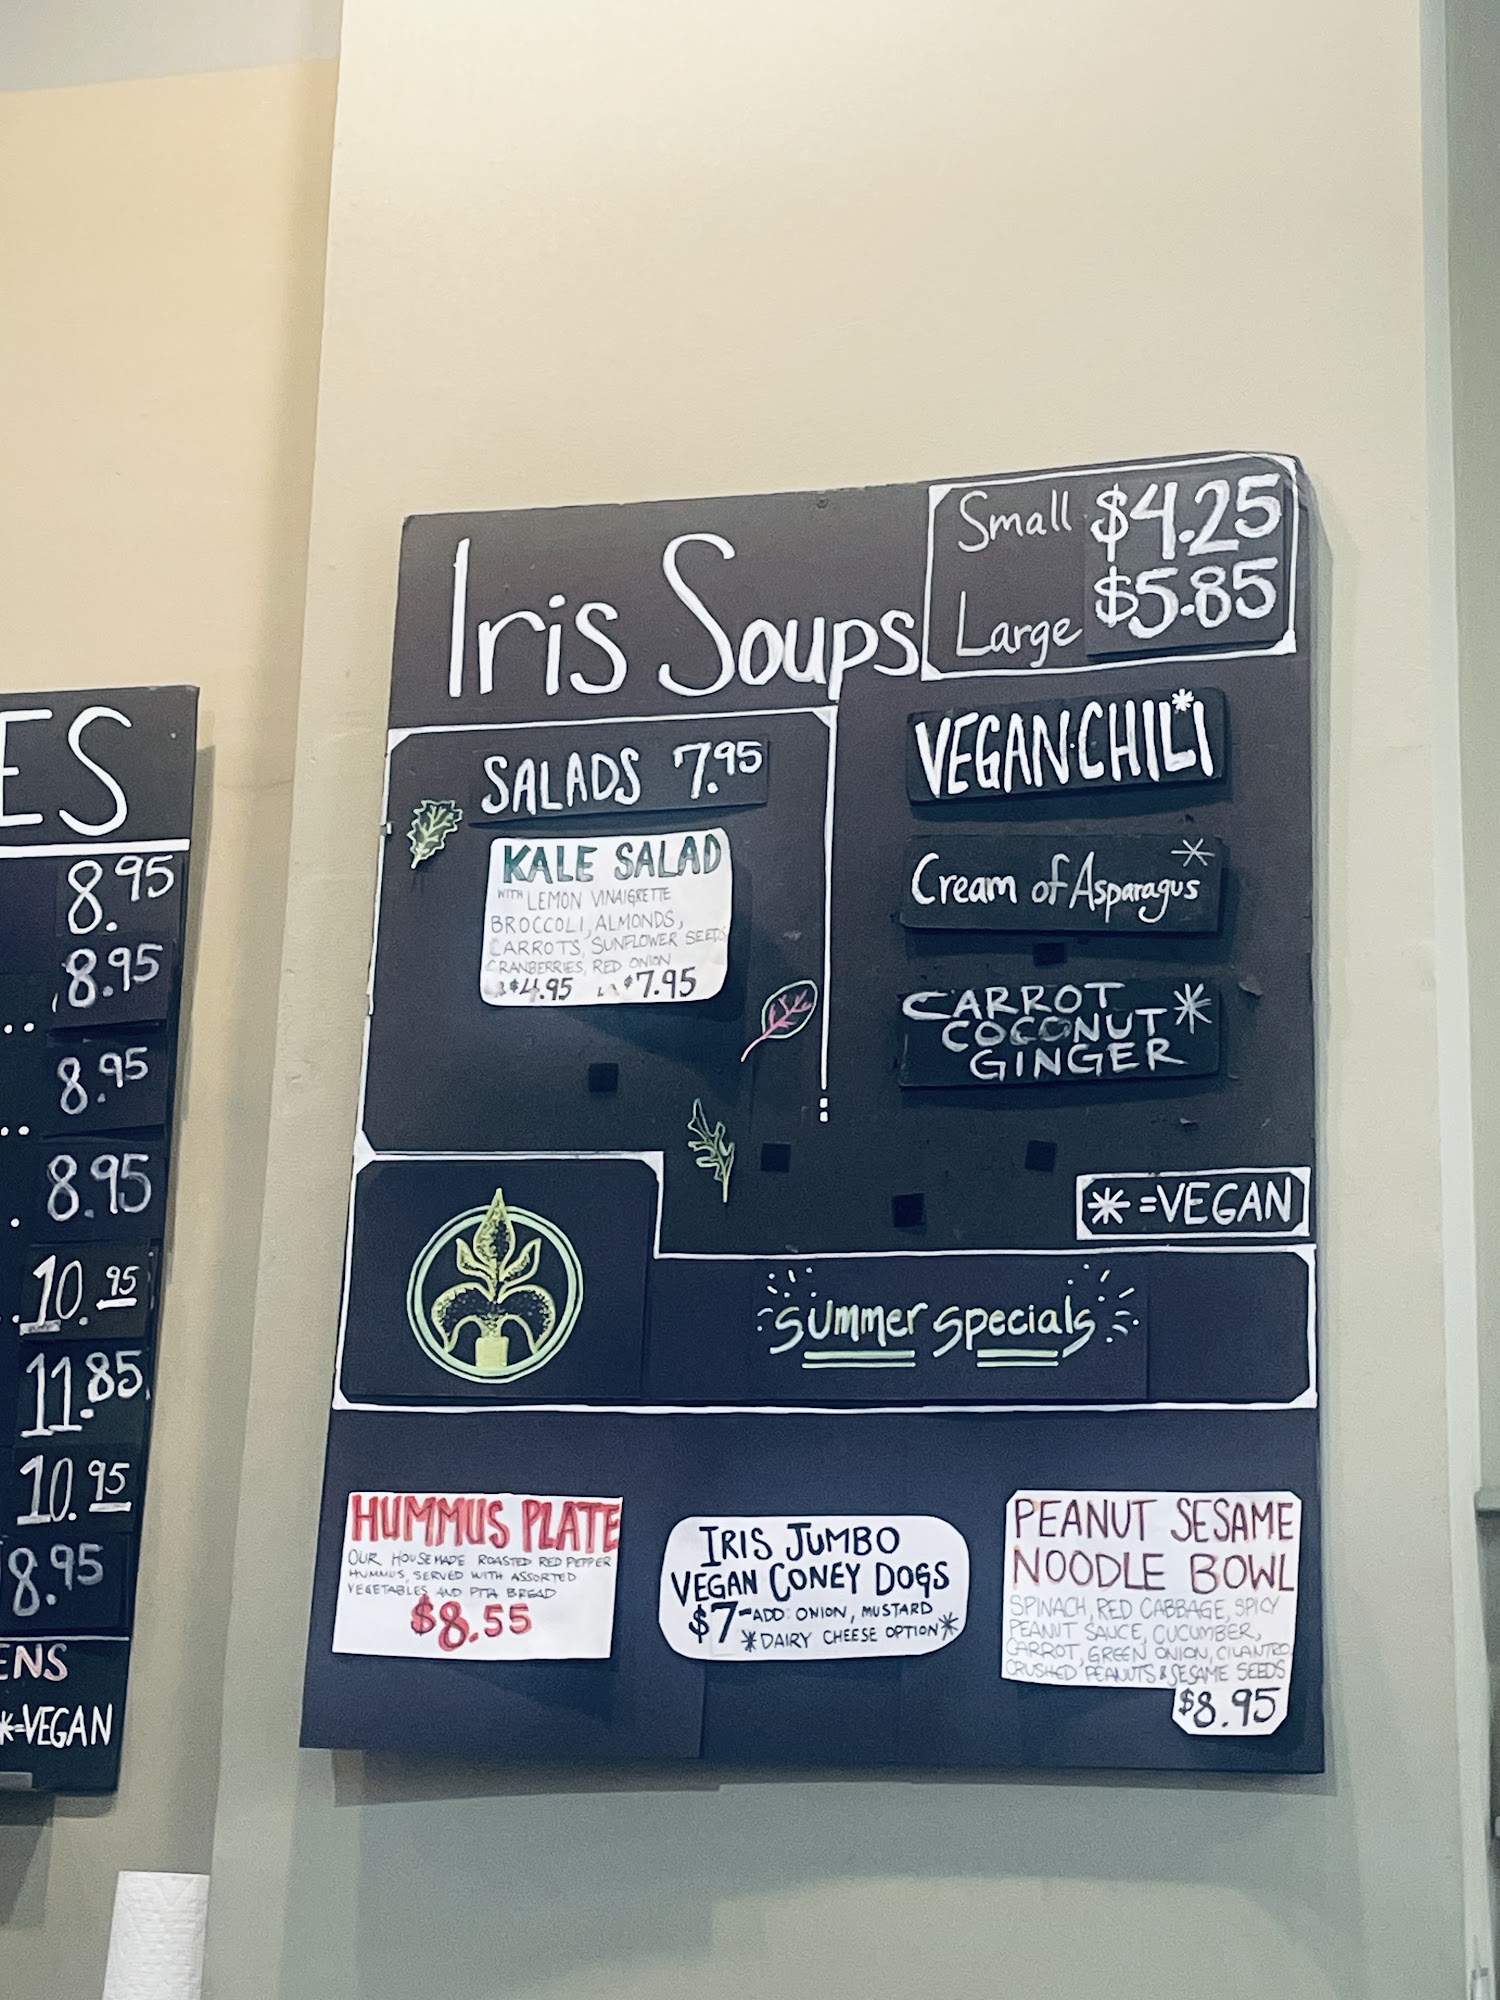 ES
8.95
8.95
8.95
8.95
10.95
11.85
10.95
8.95
ENS
*=VEGAN
Iris Soups
Small $4.25
Large $5.85
SALADS 7.95
KALE SALAD
WITH LEMON VINAIGRETTE
BROCCOLI, ALMONDS,
CARROTS, SUNFLOWER SEEDS
CRANBERRIES, RED ONION
$4.95 $7.95
VEGAN CHILI*
Cream of Asparagus*
CARROT *
COCONUT
GINGER
*=VEGAN
summer specials
HUMMUS PLATE
OUR HOUSEMADE ROASTED RED PEPPER
HUMMUS, SERVED WITH ASSORTED
VEGETABLES AND PITA BREAD
$8.55
IRIS JUMBO
VEGAN CONEY DOGS
$7-ADD: ONION, MUSTARD
*DAIRY CHEESE OPTION*
PEANUT SESAME
NOODLE BOWL
SPINACH, RED CABBAGE, SPICY
PEANUT SAUCE, CUCUMBER,
CARROT, GREEN ONION, CILANTRO,
CRUSHED PEANUTS & SESAME SEEDS
$8.95